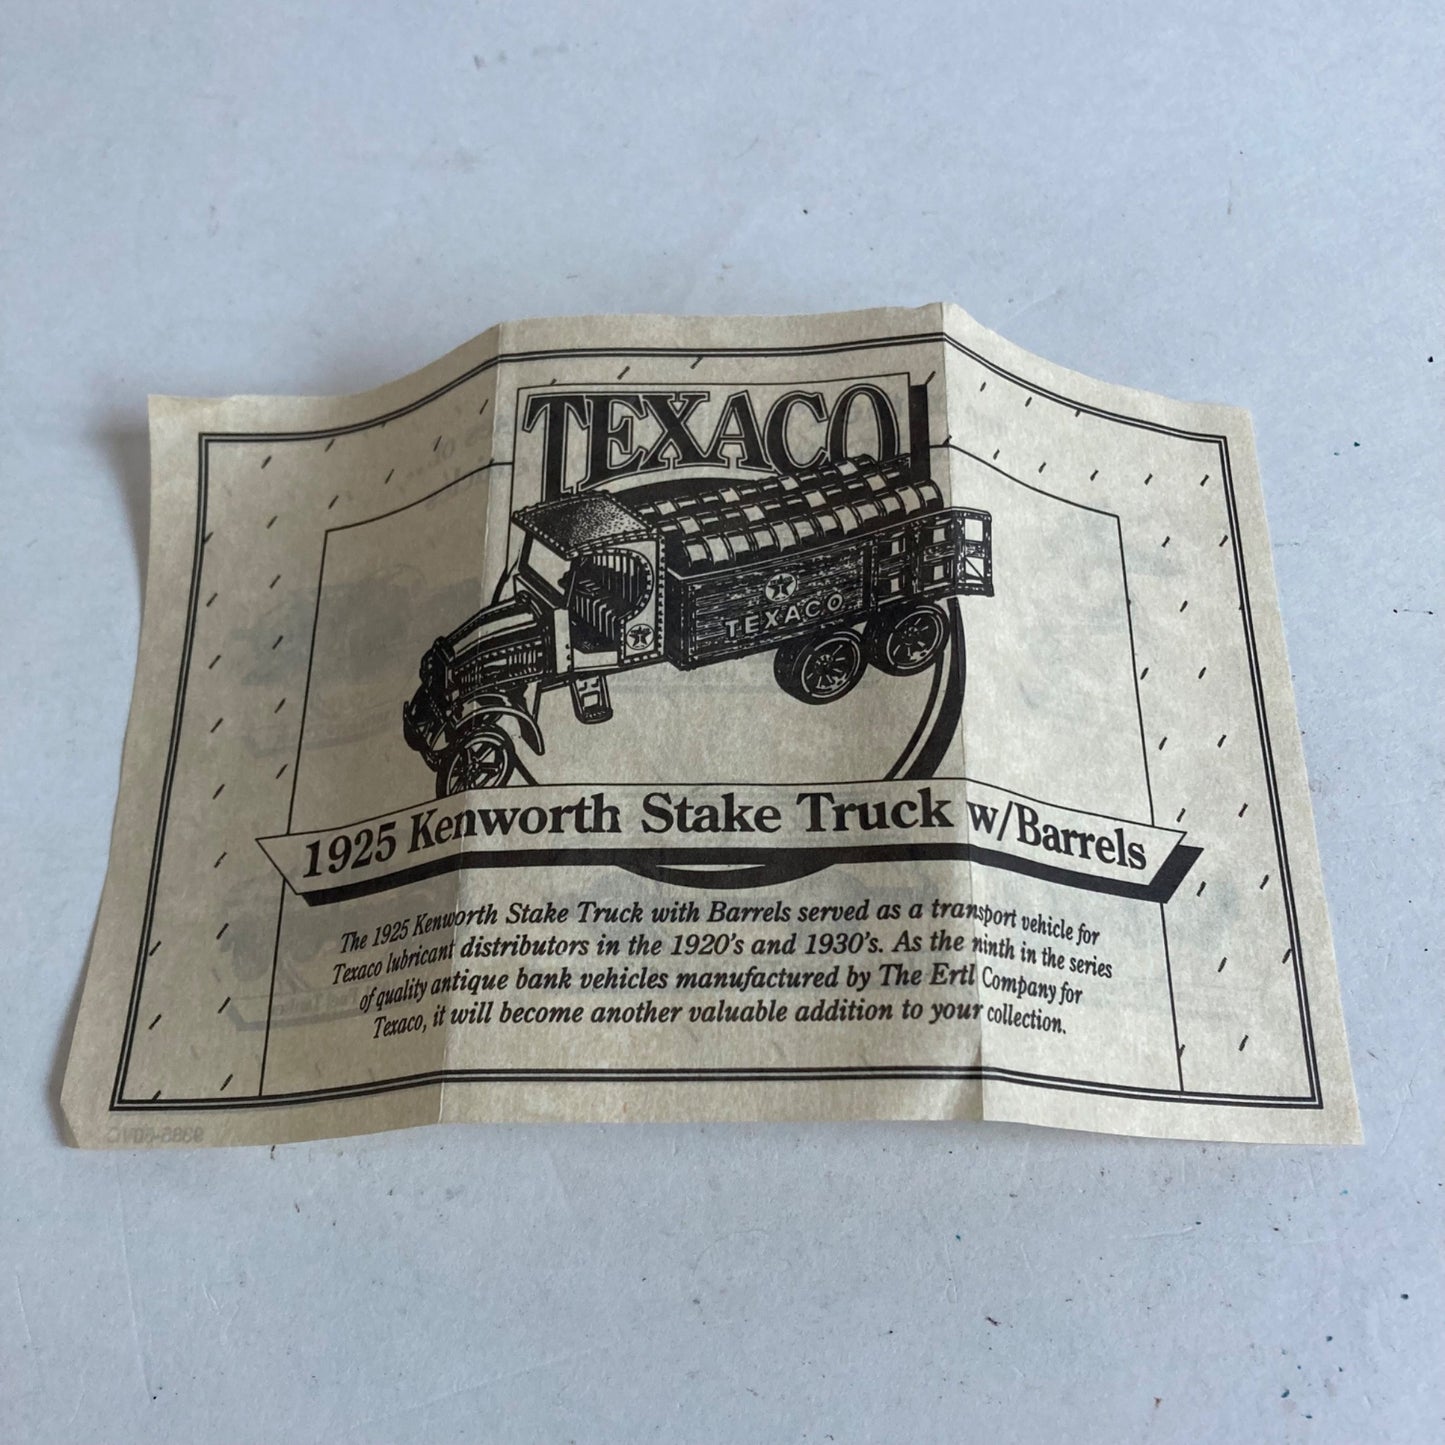 TEXACO
TEXACO
1925 Kenworth Stake Truck w/Barrels
The 1925 Kenworth Stake Truck with Barrels served as a transport vehicle for
Texaco lubricant distributors in the 1920's and 1930's. As the ninth in the series
of quality antique bank vehicles manufactured by The Ertl Company for
Texaco, it will become another valuable addition to your collection.